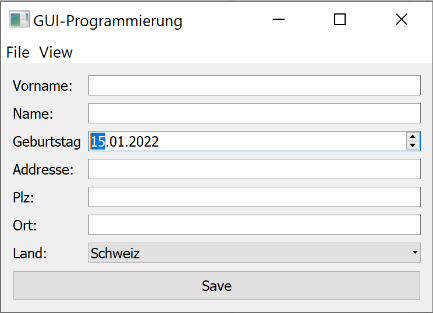 GUI-Programmierung
File View
Vorname:
Name:
Geburtstag 15.01.2022
Addresse:
Plz:
Ort:
Land: Schweiz
Save